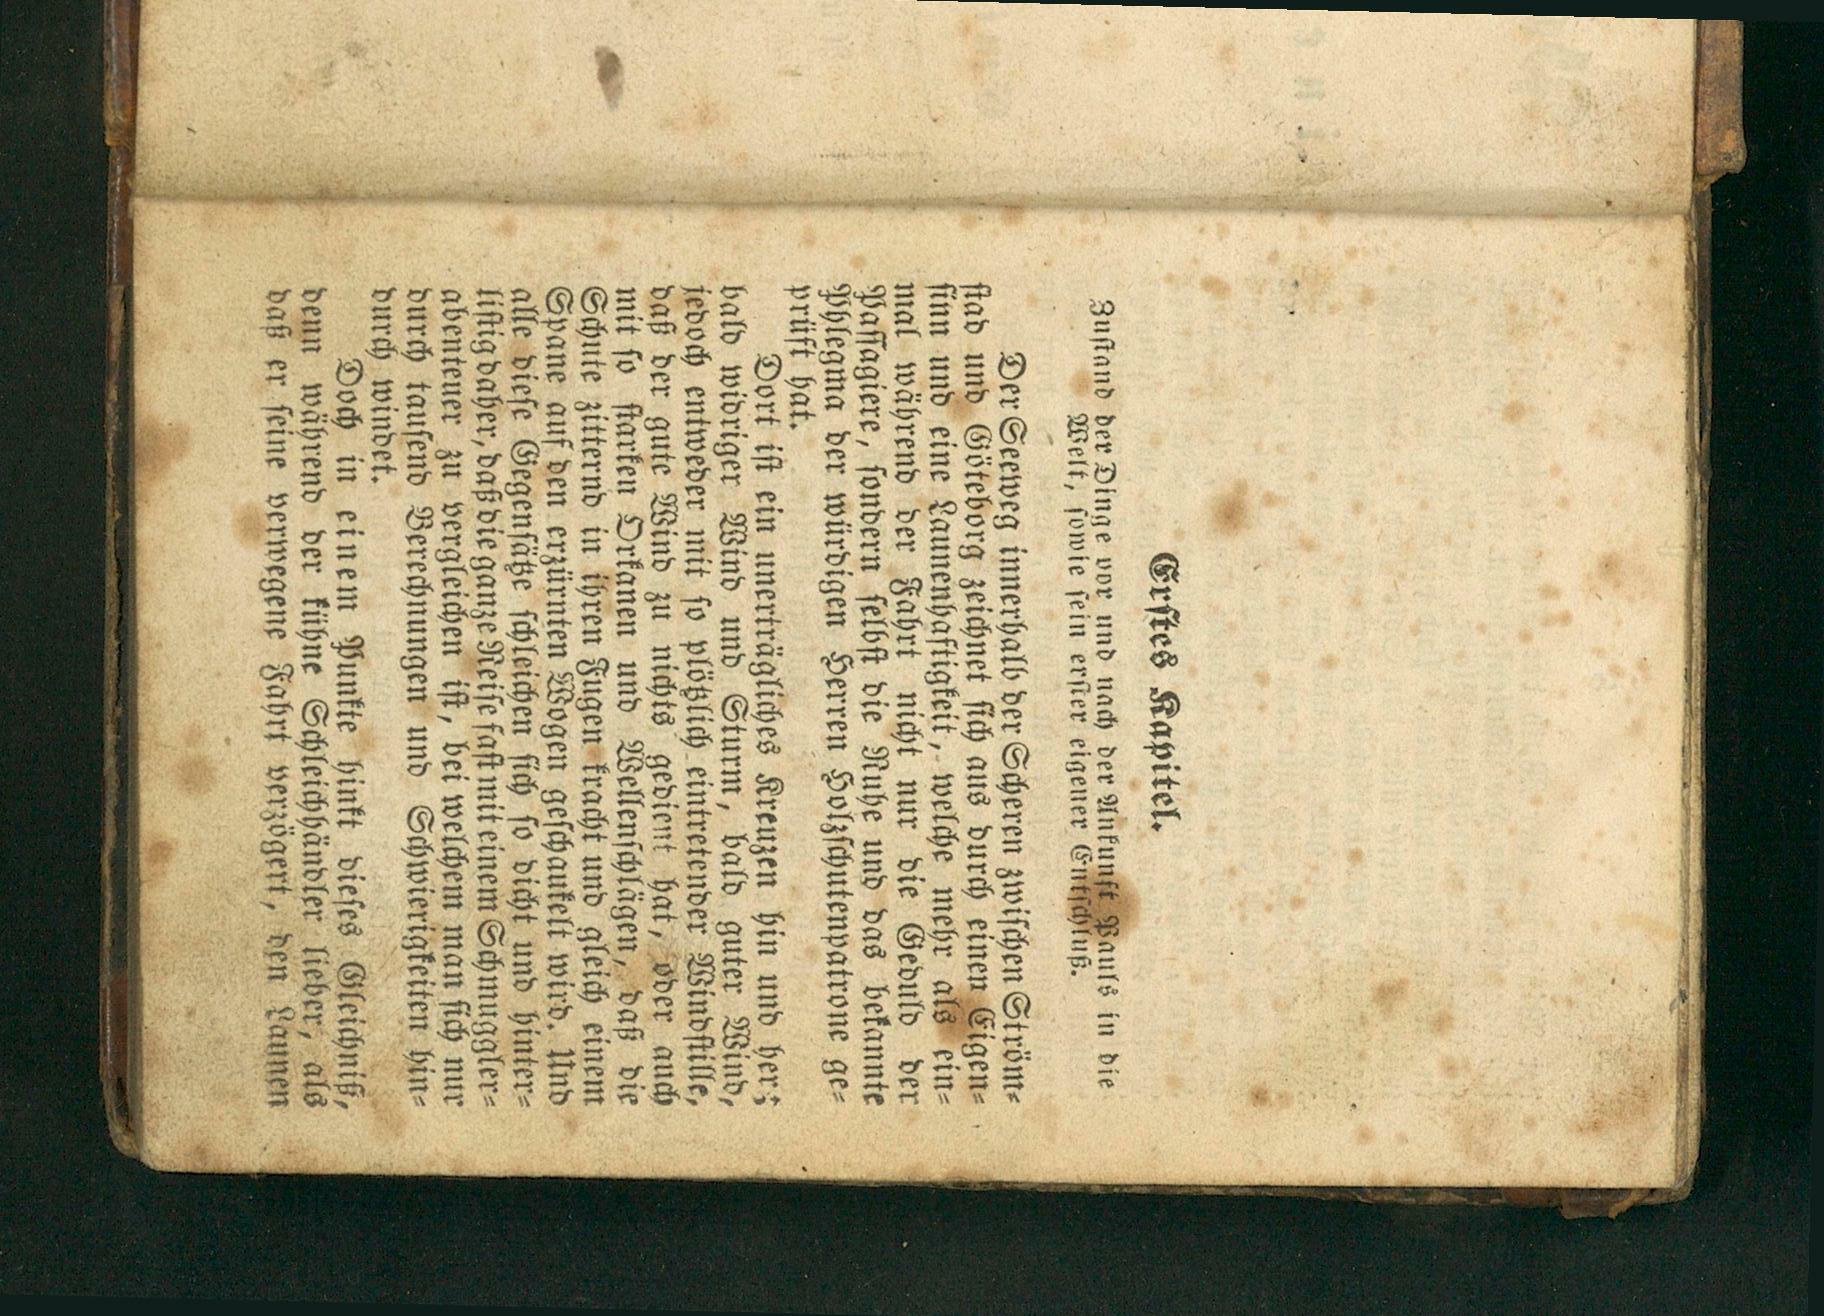 Erſtes Kapitel.
Zuſtand der Dinge vor und nach der Ankunft Pauls in die
Welt, ſowie ſein erſter eigener Entſchluß.
Der Seeweg innerhalb der Scheren zwiſchen Ström-
ſtad und Göteborg zeichnet ſich aus durch einen Eigen-
ſinn und eine Launenhaftigkeit, welche mehr als ein-
mal während der Fahrt nicht nur die Geduld der
Paſſagiere, ſondern ſelbſt die Ruhe und das bekannte
Phlegma der würdigen Herren Holzſchutenpatrone ge-
prüft hat.
Dort iſt ein unerträgliches Kreuzen hin und her;
bald widriger Wind und Sturm, bald guter Wind,
jedoch entweder mit ſo plötzlich eintretender Windſtille,
daß der gute Wind zu nichts gedient hat, oder auch
mit ſo ſtarken Orkanen und Wellenſchlägen, daß die
Schute zitternd in ihren Fugen kracht und gleich einem
Spane auf den erzürnten Wogen geſchaukelt wird. Und
alle dieſe Gegenſätze ſchleichen ſich ſo dicht und hinter-
liſtig daher, daß die ganze Reiſe faſt mit einem Schmuggler-
abenteuer zu vergleichen iſt, bei welchem man ſich nur
durch tauſend Berechnungen und Schwierigkeiten hin-
durch windet.
Doch in einem Punkte hinkt dieſes Gleichniß,
denn während der kühne Schleichhändler lieber, als
daß er ſeine verwegene Fahrt verzögert, den Launen